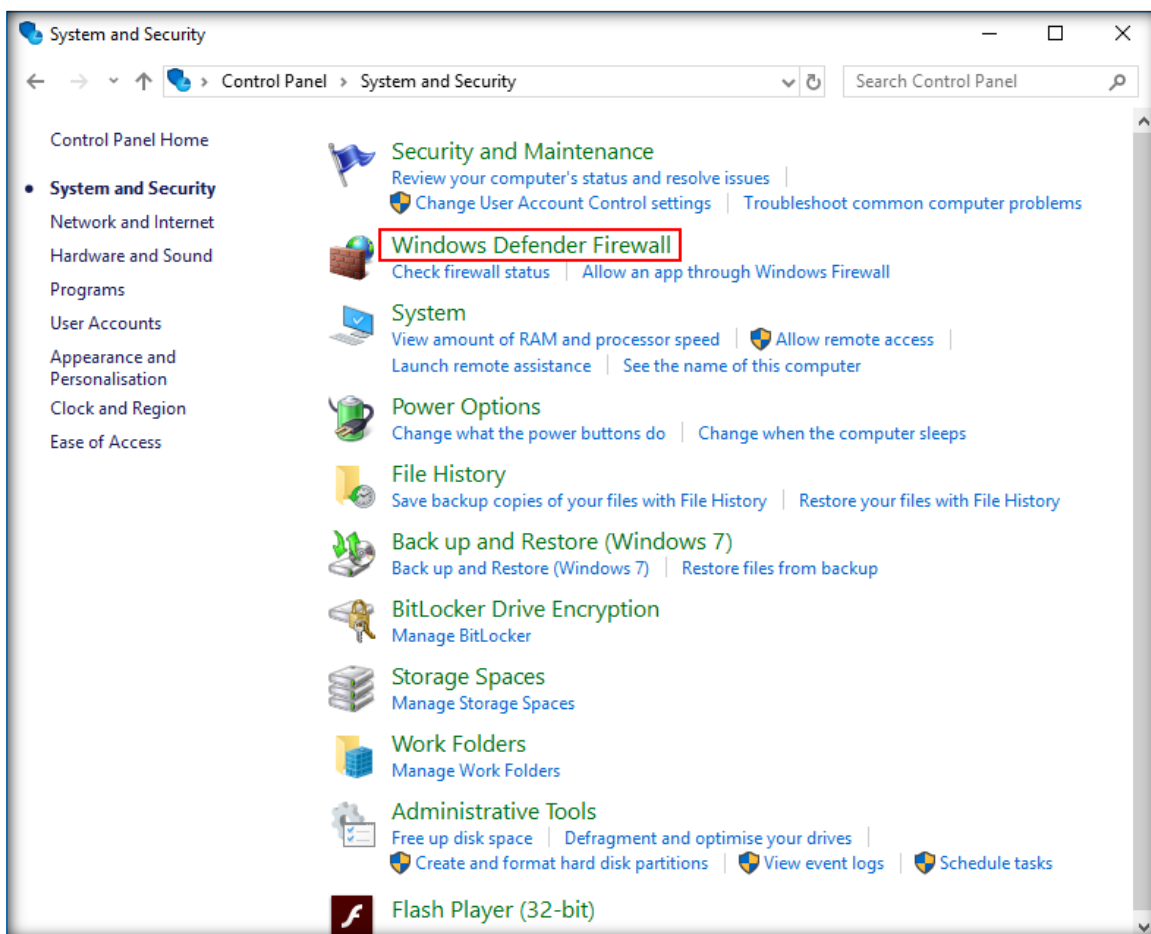 System and Security
Control Panel > System and Security
Search Control Panel
Control Panel Home
System and Security
Network and Internet
Hardware and Sound
Programs
User Accounts
Appearance and
Personalisation
Clock and Region
Ease of Access
Security and Maintenance
Review your computer's status and resolve issues
Change User Account Control settings
Troubleshoot common computer problems
Windows Defender Firewall
Check firewall status
Allow an app through Windows Firewall
System
View amount of RAM and processor speed
Allow remote access
Launch remote assistance
See the name of this computer
Power Options
Change what the power buttons do
Change when the computer sleeps
File History
Save backup copies of your files with File History
Restore your files with File History
Back up and Restore (Windows 7)
Back up and Restore (Windows 7)
Restore files from backup
BitLocker Drive Encryption
Manage BitLocker
Storage Spaces
Manage Storage Spaces
Work Folders
Manage Work Folders
Administrative Tools
Free up disk space
Defragment and optimise your drives
Create and format hard disk partitions
View event logs
Schedule tasks
Flash Player (32-bit)